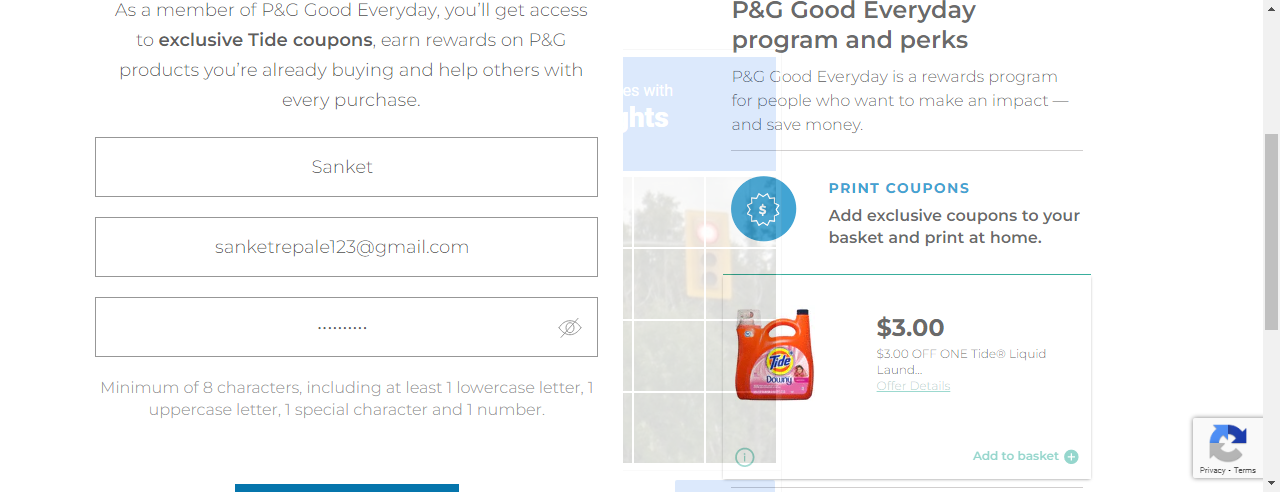 As a member of P&G Good Everyday, you'll get access
to exclusive Tide coupons, earn rewards on P&G
products you're already buying and help others with
every purchase.
Sanket
sanketrepale123@gmail.com
••••••••••
Minimum of 8 characters, including at least 1 lowercase letter, 1
uppercase letter, 1 special character and 1 number.
es with
ghts
P&G Good Everyday
program and perks
P&G Good Everyday is a rewards program
for people who want to make an impact —
and save money.
$
PRINT COUPONS
Add exclusive coupons to your
basket and print at home.
Tide
Downy
$3.00
$3.00 OFF ONE Tide® Liquid
Laund...
Offer Details
i
Add to basket +
Privacy - Terms